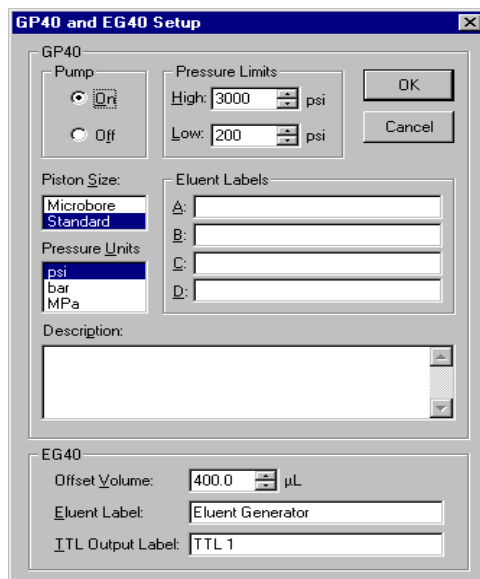 GP40 and EG40 Setup
GP40
Pump
On
Off
Pressure Limits
High: 3000 psi
Low: 200 psi
OK
Cancel
Piston Size:
Microbore
Standard
Pressure Units
psi
bar
MPa
Eluent Labels
A:
B:
C:
D:
Description:
EG40
Offset Volume: 400.0 µL
Eluent Label: Eluent Generator
TTL Output Label: TTL 1